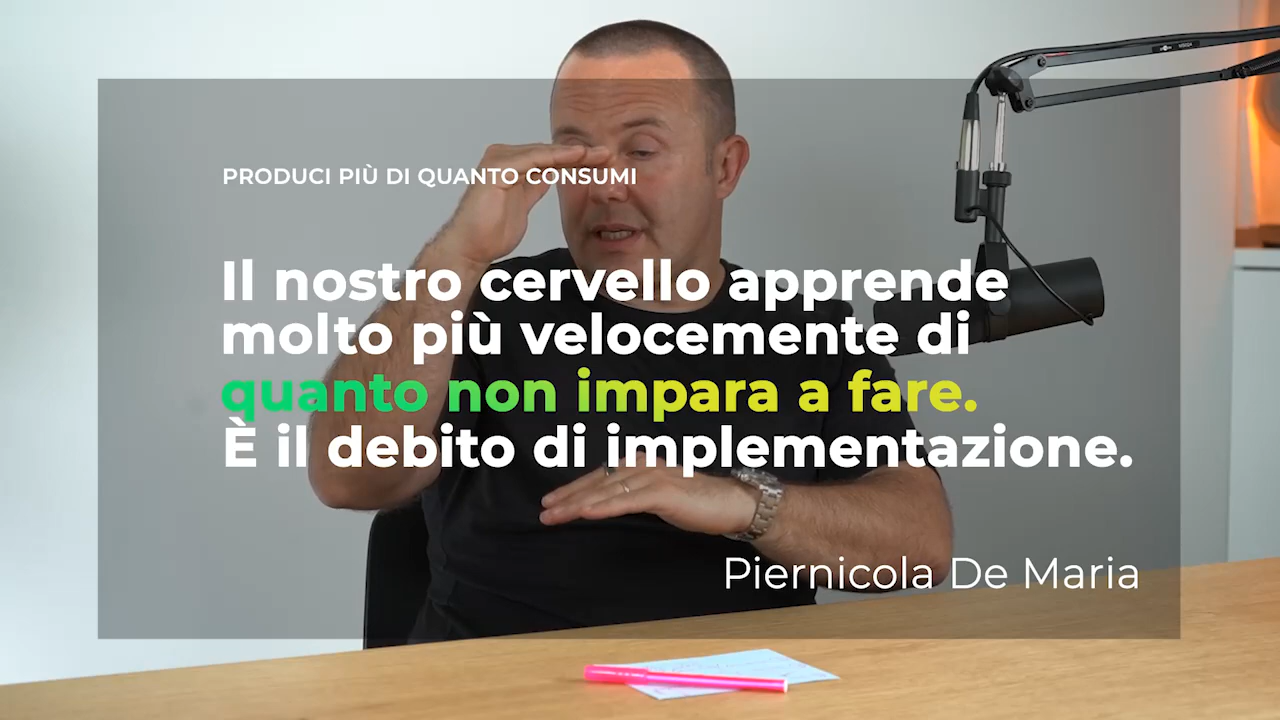 PRODUCI PIÙ DI QUANTO CONSUMI
Il nostro cervello apprende
molto più velocemente di
quanto non impara a fare.
È il debito di implementazione.
Piernicola De Maria